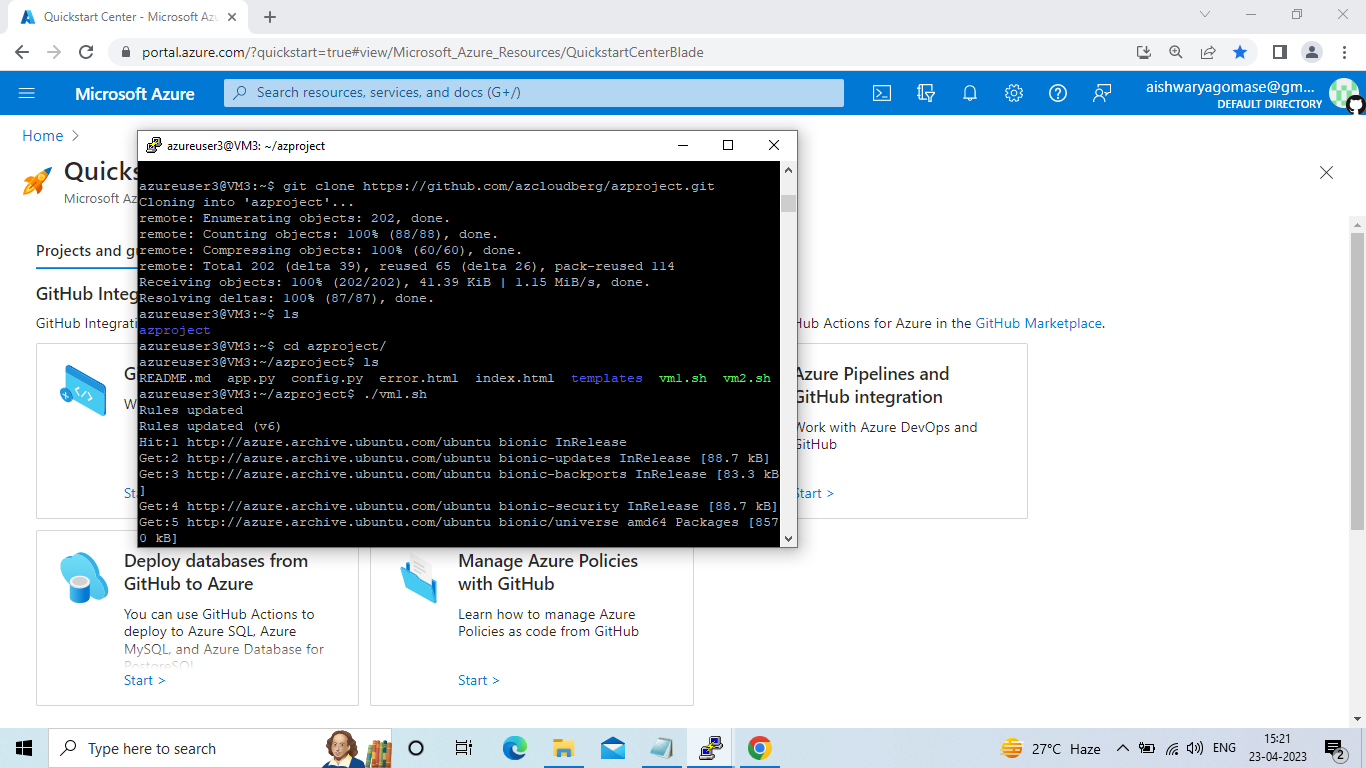 Quickstart Center - Microsoft Az
portal.azure.com/?quickstart=true#view/Microsoft_Azure_Resources/QuickstartCenterBlade
Microsoft Azure
Search resources, services, and docs (G+/)
aishwaryagomase@gm...
DEFAULT DIRECTORY
Home >
Quicks
Microsoft Az
azureuser3@VM3: ~/azproject
azureuser3@VM3:~$ git clone https://github.com/azcloudberg/azproject.git
Cloning into 'azproject'...
remote: Enumerating objects: 202, done.
remote: Counting objects: 100% (88/88), done.
remote: Compressing objects: 100% (60/60), done.
remote: Total 202 (delta 39), reused 65 (delta 26), pack-reused 114
Receiving objects: 100% (202/202), 41.39 KiB | 1.15 MiB/s, done.
Resolving deltas: 100% (87/87), done.
azureuser3@VM3:~$ ls
azproject
azureuser3@VM3:~$ cd azproject/
azureuser3@VM3:~/azproject$ ls
README.md app.py config.py error.html index.html templates vm1.sh vm2.sh
azureuser3@VM3:~/azproject$ ./vm1.sh
Rules updated
Rules updated (v6)
Hit:1 http://azure.archive.ubuntu.com/ubuntu bionic InRelease
Get:2 http://azure.archive.ubuntu.com/ubuntu bionic-updates InRelease [88.7 kB]
Get:3 http://azure.archive.ubuntu.com/ubuntu bionic-backports InRelease [83.3 kB
]
Get:4 http://azure.archive.ubuntu.com/ubuntu bionic-security InRelease [88.7 kB]
Get:5 http://azure.archive.ubuntu.com/ubuntu bionic/universe amd64 Packages [857
0 kB]
Projects and gu
GitHub Integ
GitHub Integrati
Hub Actions for Azure in the GitHub Marketplace.
G
W
St
Azure Pipelines and
GitHub integration
Work with Azure DevOps and
GitHub
Start >
Deploy databases from
GitHub to Azure
You can use GitHub Actions to
deploy to Azure SQL, Azure
MySQL, and Azure Database for
PostgreSQL
Start >
Manage Azure Policies
with GitHub
Learn how to manage Azure
Policies as code from GitHub
Start >
Type here to search
27°C Haze
ENG
15:21
23-04-2023
2